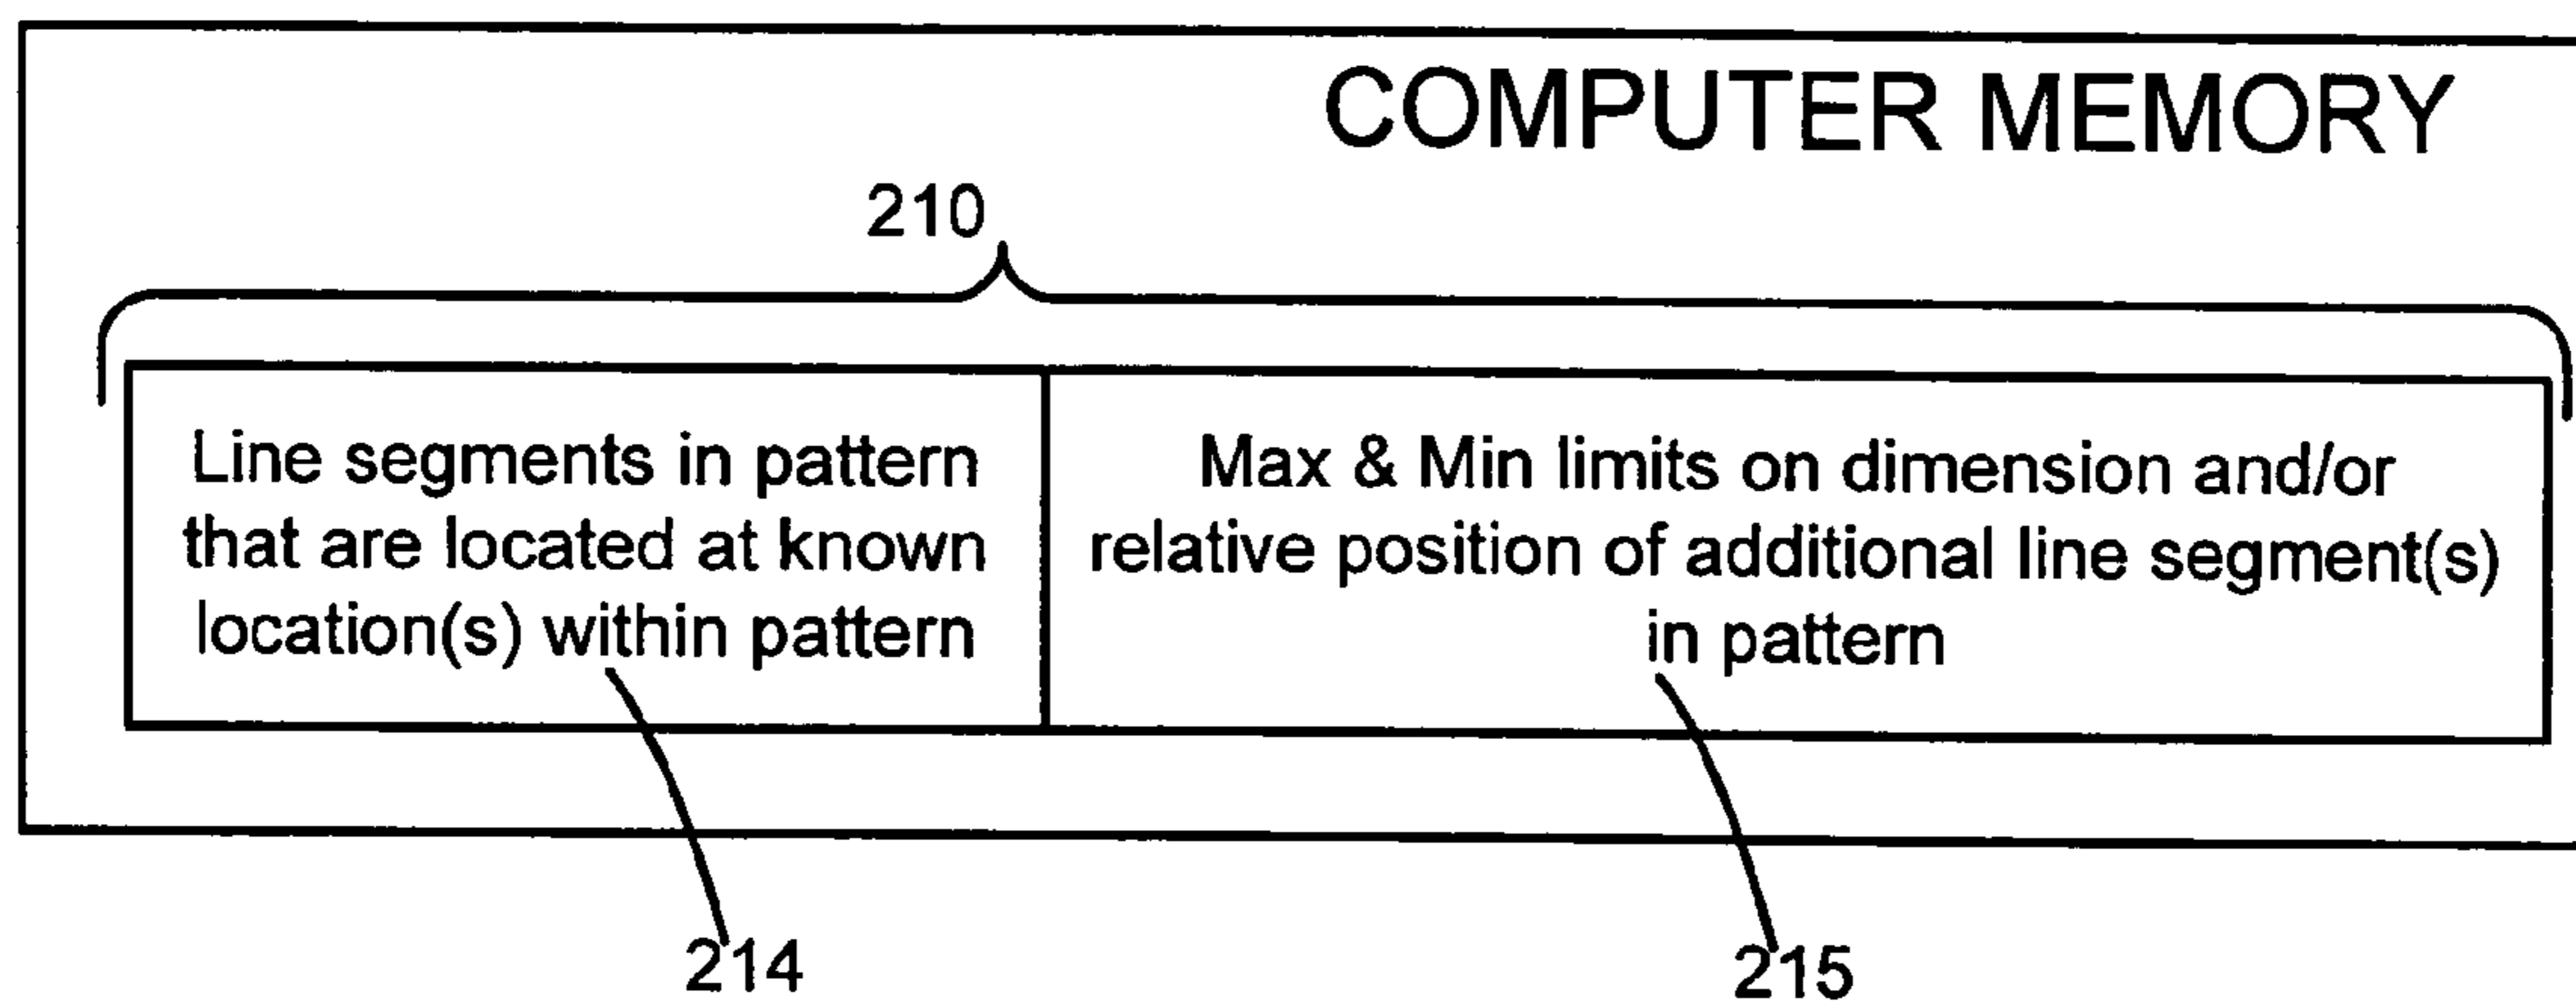 COMPUTER MEMORY
210
Line segments in pattern
that are located at known
location(s) within pattern
Max & Min limits on dimension and/or
relative position of additional line segment(s)
in pattern
214
215